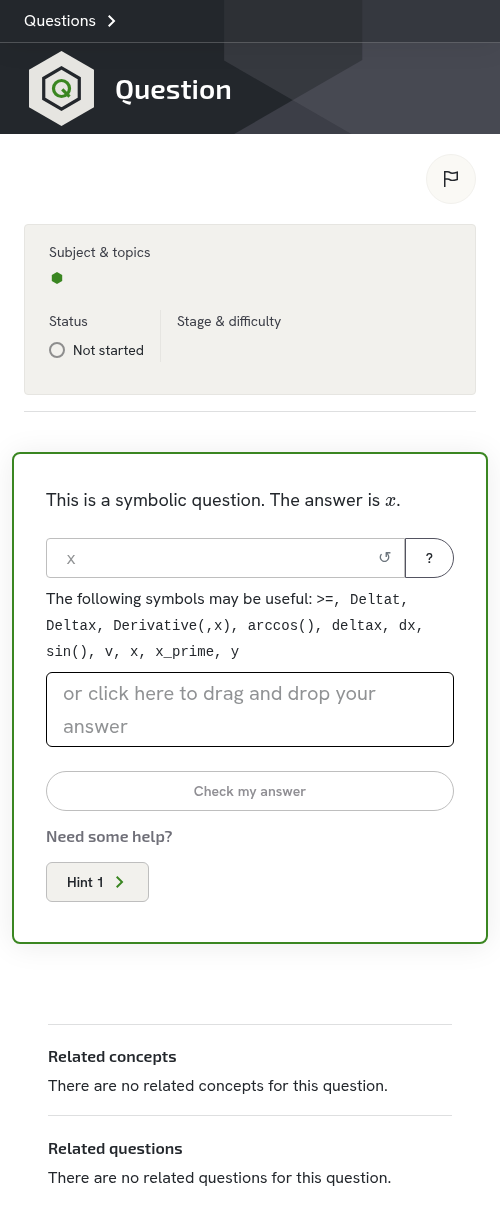 Questions
Question
Subject & topics
Status
Stage & difficulty
Not started
This is a symbolic question. The answer is x.
x
?
The following symbols may be useful: >=, Deltat,
Deltax, Derivative(,x), arccos(), deltax, dx,
sin(), v, x, x_prime, y
or click here to drag and drop your
answer
Check my answer
Need some help?
Hint 1
Related concepts
There are no related concepts for this question.
Related questions
There are no related questions for this question.